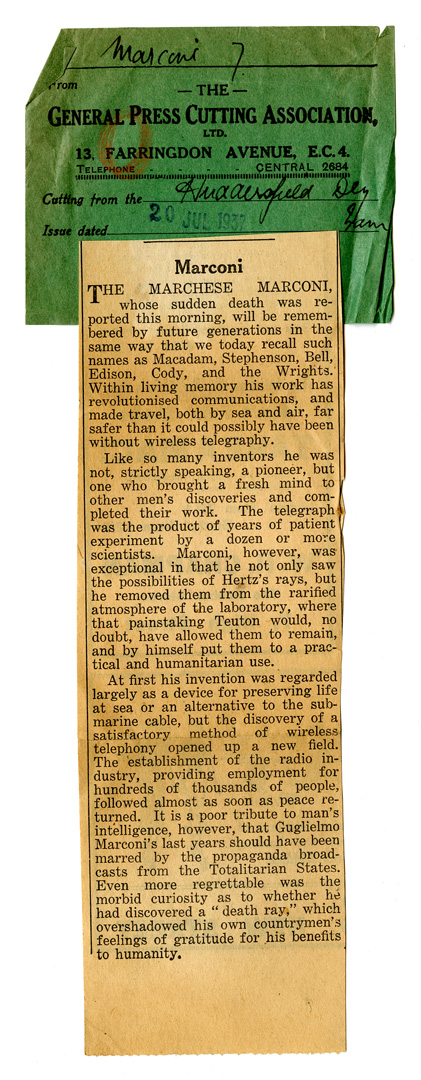 Marconi 7
From
— THE —
GENERAL PRESS CUTTING ASSOCIATION,
LTD.
13, FARRINGDON AVENUE, E.C.4.
TELEPHONE - - - CENTRAL 2684
Cutting from the Huddersfield Dly
Exam
Issue dated 20 JUL 1937
Marconi
THE MARCHESE MARCONI,
whose sudden death was re-
ported this morning, will be remem-
bered by future generations in the
same way that we today recall such
names as Macadam, Stephenson, Bell,
Edison, Cody, and the Wrights.
Within living memory his work has
revolutionised communications, and
made travel, both by sea and air, far
safer than it could possibly have been
without wireless telegraphy.
Like so many inventors he was
not, strictly speaking, a pioneer, but
one who brought a fresh mind to
other men's discoveries and com-
pleted their work. The telegraph
was the product of years of patient
experiment by a dozen or more
scientists. Marconi, however, was
exceptional in that he not only saw
the possibilities of Hertz's rays, but
he removed them from the rarified
atmosphere of the laboratory, where
that painstaking Teuton would, no
doubt, have allowed them to remain,
and by himself put them to a prac-
tical and humanitarian use.
At first his invention was regarded
largely as a device for preserving life
at sea or an alternative to the sub-
marine cable, but the discovery of a
satisfactory method of wireless
telephony opened up a new field.
The establishment of the radio in-
dustry, providing employment for
hundreds of thousands of people,
followed almost as soon as peace re-
turned. It is a poor tribute to man's
intelligence, however, that Guglielmo
Marconi's last years should have been
marred by the propaganda broad-
casts from the Totalitarian States.
Even more regrettable was the
morbid curiosity as to whether he
had discovered a "death ray," which
overshadowed his own countrymen's
feelings of gratitude for his benefits
to humanity.